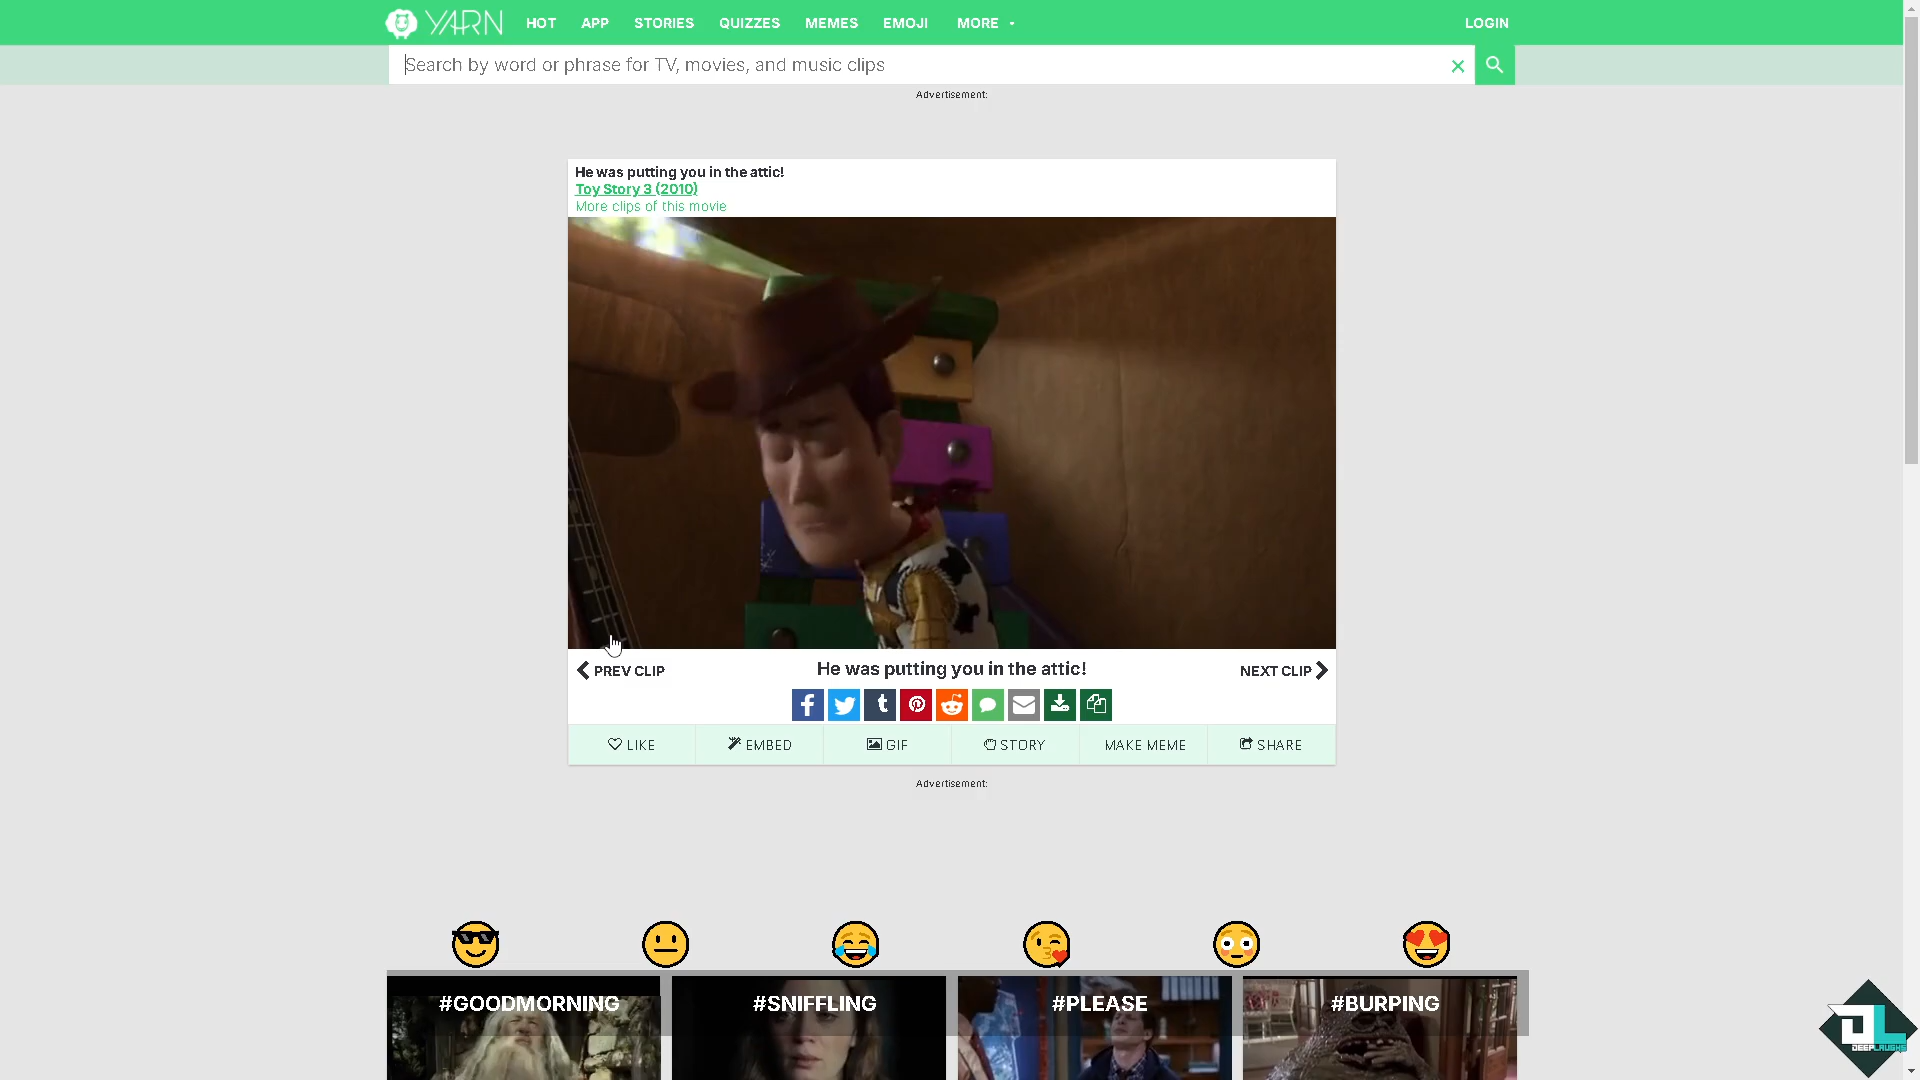 YARN HOT APP STORIES QUIZZES MEMES EMOJI MORE LOGIN
Search by word or phrase for TV, movies, and music clips
Advertisement:
He was putting you in the attic!
Toy Story 3 (2010)
More clips of this movie
PREV CLIP He was putting you in the attic! NEXT CLIP
LIKE EMBED GIF STORY MAKE MEME SHARE
Advertisement:
#GOODMORNING #SNIFFLING #PLEASE #BURPING
DEEPLAUGHS